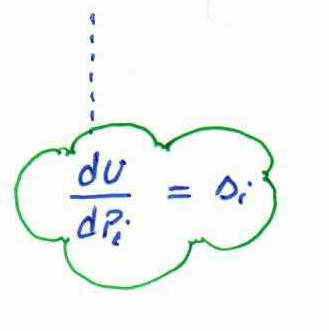 dU/dPi = Δi